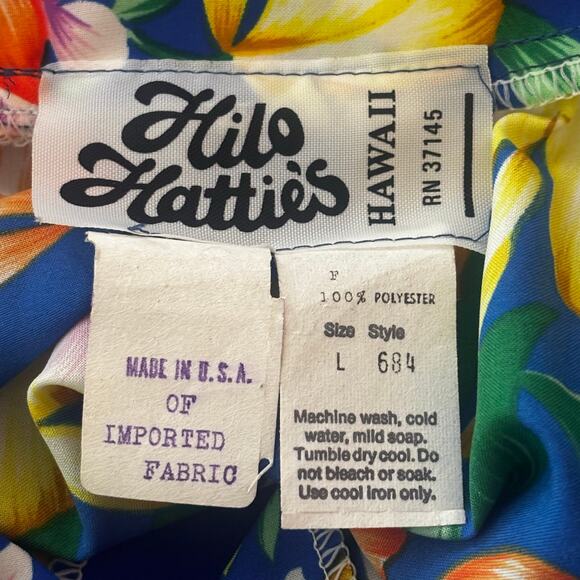 Hilo
Hattie's
HAWAII
RN 37145
MADE IN U.S.A.
OF
IMPORTED
FABRIC
F
100% POLYESTER
Size Style
L 684
Machine wash, cold
water, mild soap.
Tumble dry cool. Do
not bleach or soak.
Use cool iron only.